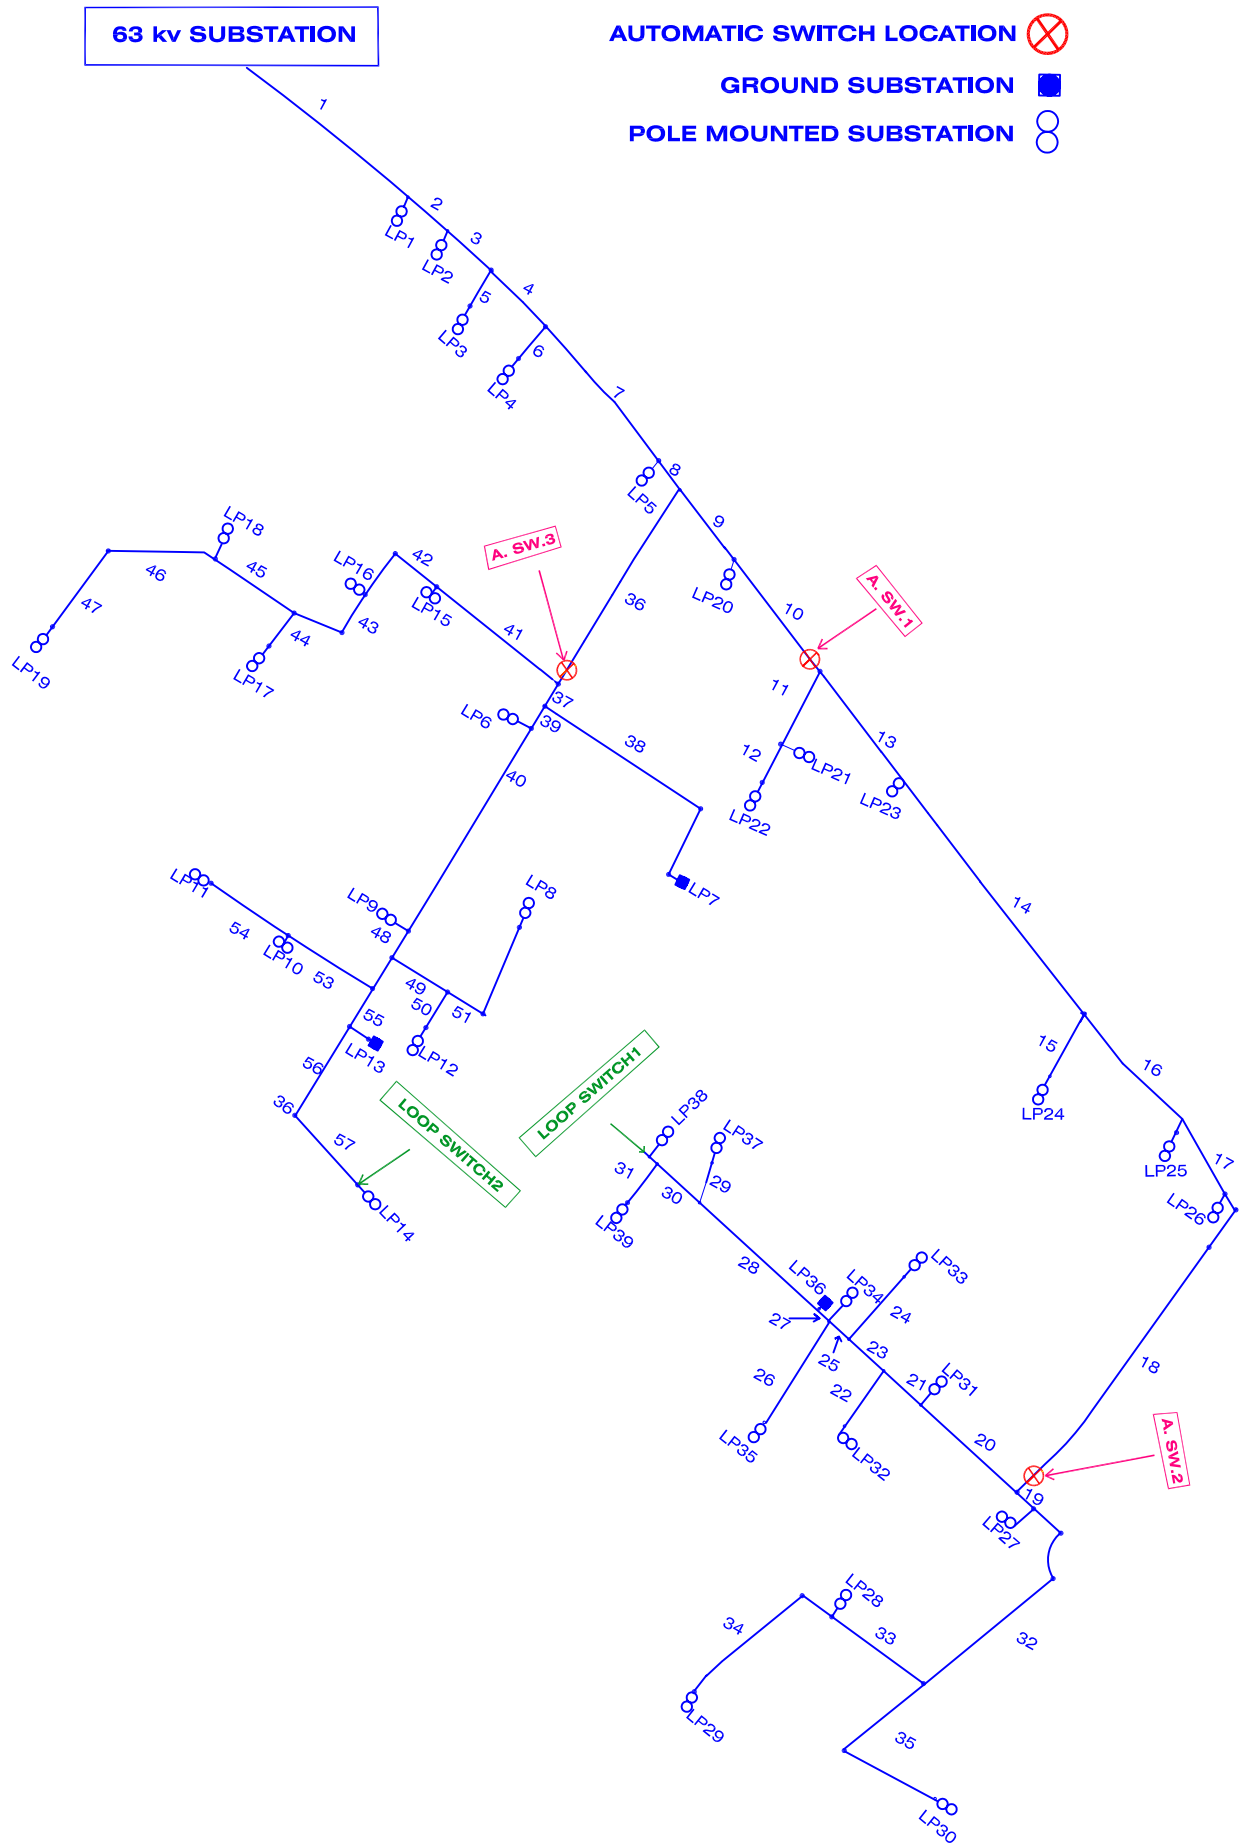 63 kv SUBSTATION
AUTOMATIC SWITCH LOCATION
GROUND SUBSTATION
POLE MOUNTED SUBSTATION
1
2
LP1
3
LP2
4
5
LP3
6
LP4
7
8
LP5
9
LP20
10
A. SW.1
A. SW.3
36
11
12
LP21
LP22
13
LP23
14
LP18
46
45
47
LP19
44
LP17
LP16
43
42
LP15
41
37
39
LP6
38
40
LP7
LP8
LP9
48
LP11
54
LP10
53
49
50
51
55
LP13
LP12
56
36
57
LOOP SWITCH2
LP14
LOOP SWITCH1
15
LP24
16
LP25
17
LP26
18
LP38
LP37
31
30
29
LP39
28
LP36
LP34
LP33
27
24
25
23
26
22
21
LP31
LP35
LP32
20
A. SW.2
19
LP27
LP28
34
33
32
LP29
35
LP30